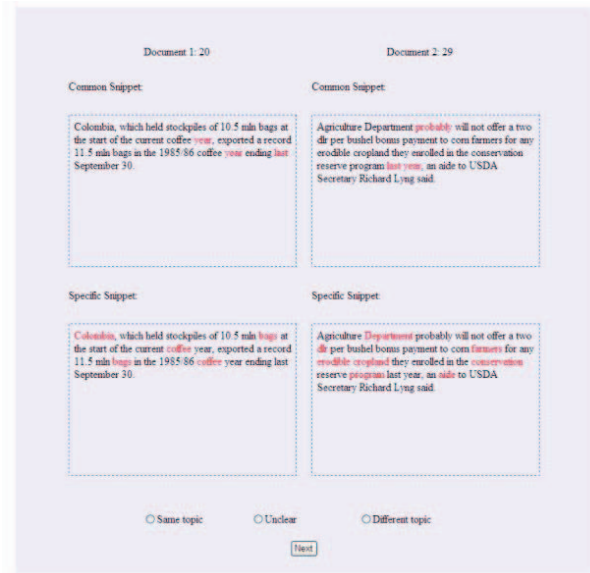 Document 1: 20
Document 2: 29
Common Snippet:
Common Snippet:
Colombia, which held stockpiles of 10.5 mln bags at
the start of the current coffee year, exported a record
11.5 mln bags in the 1985/86 coffee year ending last
September 30.
Agriculture Department probably will not offer a two
dlr per bushel bonus payment to corn farmers for any
erodible cropland they enrolled in the conservation
reserve program last year, an aide to USDA
Secretary Richard Lyng said.
Specific Snippet:
Specific Snippet:
Colombia, which held stockpiles of 10.5 mln bags at
the start of the current coffee year, exported a record
11.5 mln bags in the 1985/86 coffee year ending last
September 30.
Agriculture Department probably will not offer a two
dlr per bushel bonus payment to corn farmers for any
erodible cropland they enrolled in the conservation
reserve program last year, an aide to USDA
Secretary Richard Lyng said.
Same topic
Unclear
Different topic
Next